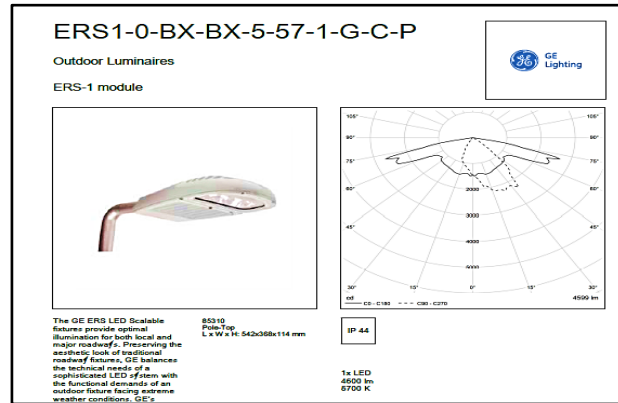 ERS1-0-BX-BX-5-57-1-G-C-P
Outdoor Luminaires
ERS-1 module
GE
Lighting
105°
105°
90°
90°
75°
75°
60°
60°
45°
45°
2000
3000
4000
5000
30°
15°
0°
15°
30°
cd
C0 - C180
C90 - C270
4599 lm
The GE ERS LED Scalable
fixtures provide optimal
illumination for both local and
major roadways. Preserving the
aesthetic look of traditional
roadway fixtures, GE balances
the technical needs of a
sophisticated LED system with
the functional demands of an
outdoor fixture facing extreme
weather conditions. GE's
85310
Pole-Top
L x W x H: 542x368x114 mm
IP 44
1x LED
4600 lm
5700 K